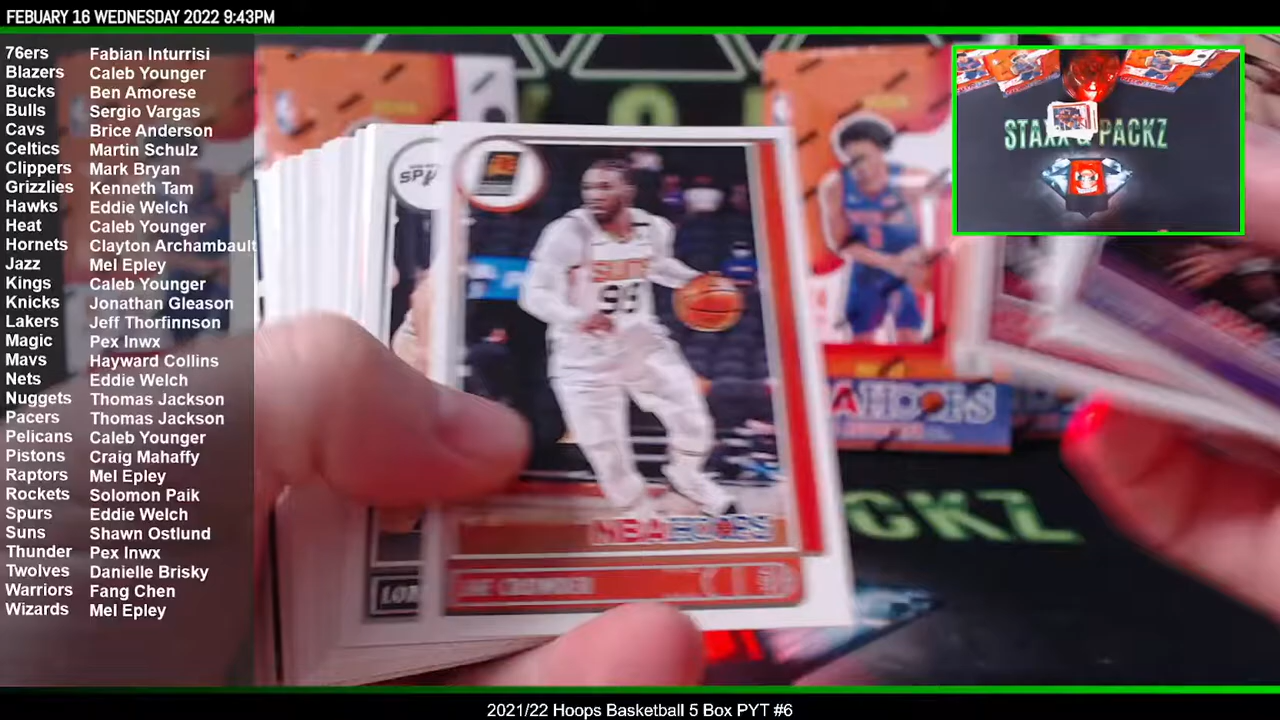 FEBUARY 16 WEDNESDAY 2022 9:43PM
76ers Fabian Inturrisi
Blazers Caleb Younger
Bucks Ben Amorese
Bulls Sergio Vargas
Cavs Brice Anderson
Celtics Martin Schulz
Clippers Mark Bryan
Grizzlies Kenneth Tam
Hawks Eddie Welch
Heat Caleb Younger
Hornets Clayton Archambault
Jazz Mel Epley
Kings Caleb Younger
Knicks Jonathan Gleason
Lakers Jeff Thorfinnson
Magic Pex Inwx
Mavs Hayward Collins
Nets Eddie Welch
Nuggets Thomas Jackson
Pacers Thomas Jackson
Pelicans Caleb Younger
Pistons Craig Mahaffy
Raptors Mel Epley
Rockets Solomon Paik
Spurs Eddie Welch
Suns Shawn Ostlund
Thunder Pex Inwx
Twolves Danielle Brisky
Warriors Fang Chen
Wizards Mel Epley
STAXX & PACKZ
SUNS
99
NBA HOOPS
HOOPS
2021/22 Hoops Basketball 5 Box PYT #6